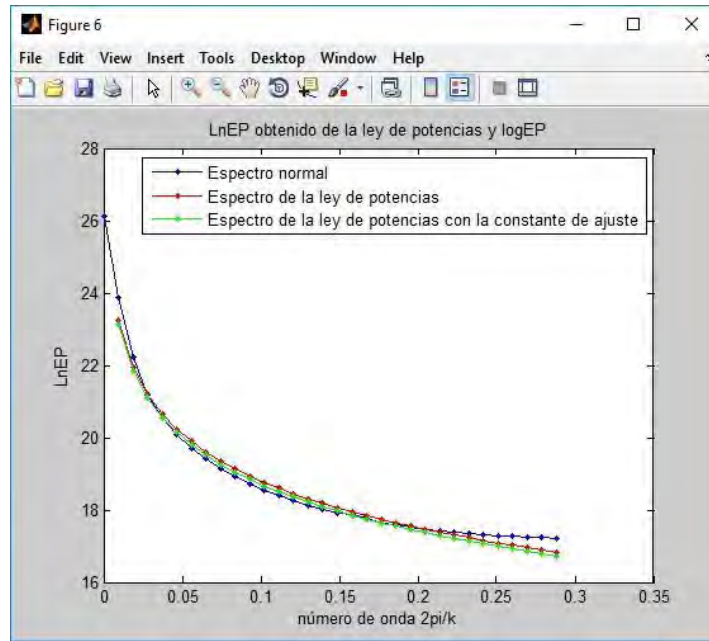 Figure 6
File Edit View Insert Tools Desktop Window Help
LnEP obtenido de la ley de potencias y logEP
28
26
24
22
20
18
16
LnEP
Espectro normal
Espectro de la ley de potencias
Espectro de la ley de potencias con la constante de ajuste
0 0.05 0.1 0.15 0.2 0.25 0.3 0.35
número de onda 2pi/k